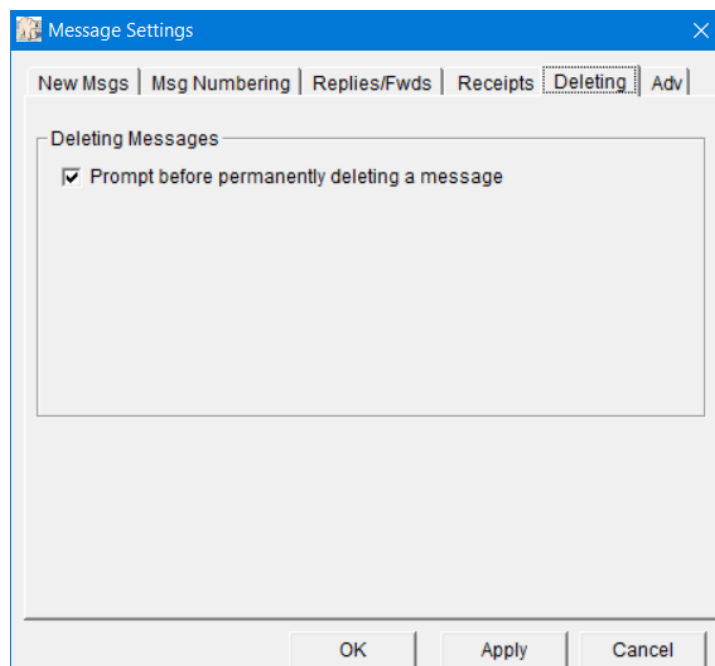 Message Settings
New Msgs Msg Numbering Replies/Fwds Receipts Deleting Adv
Deleting Messages
Prompt before permanently deleting a message
OK Apply Cancel